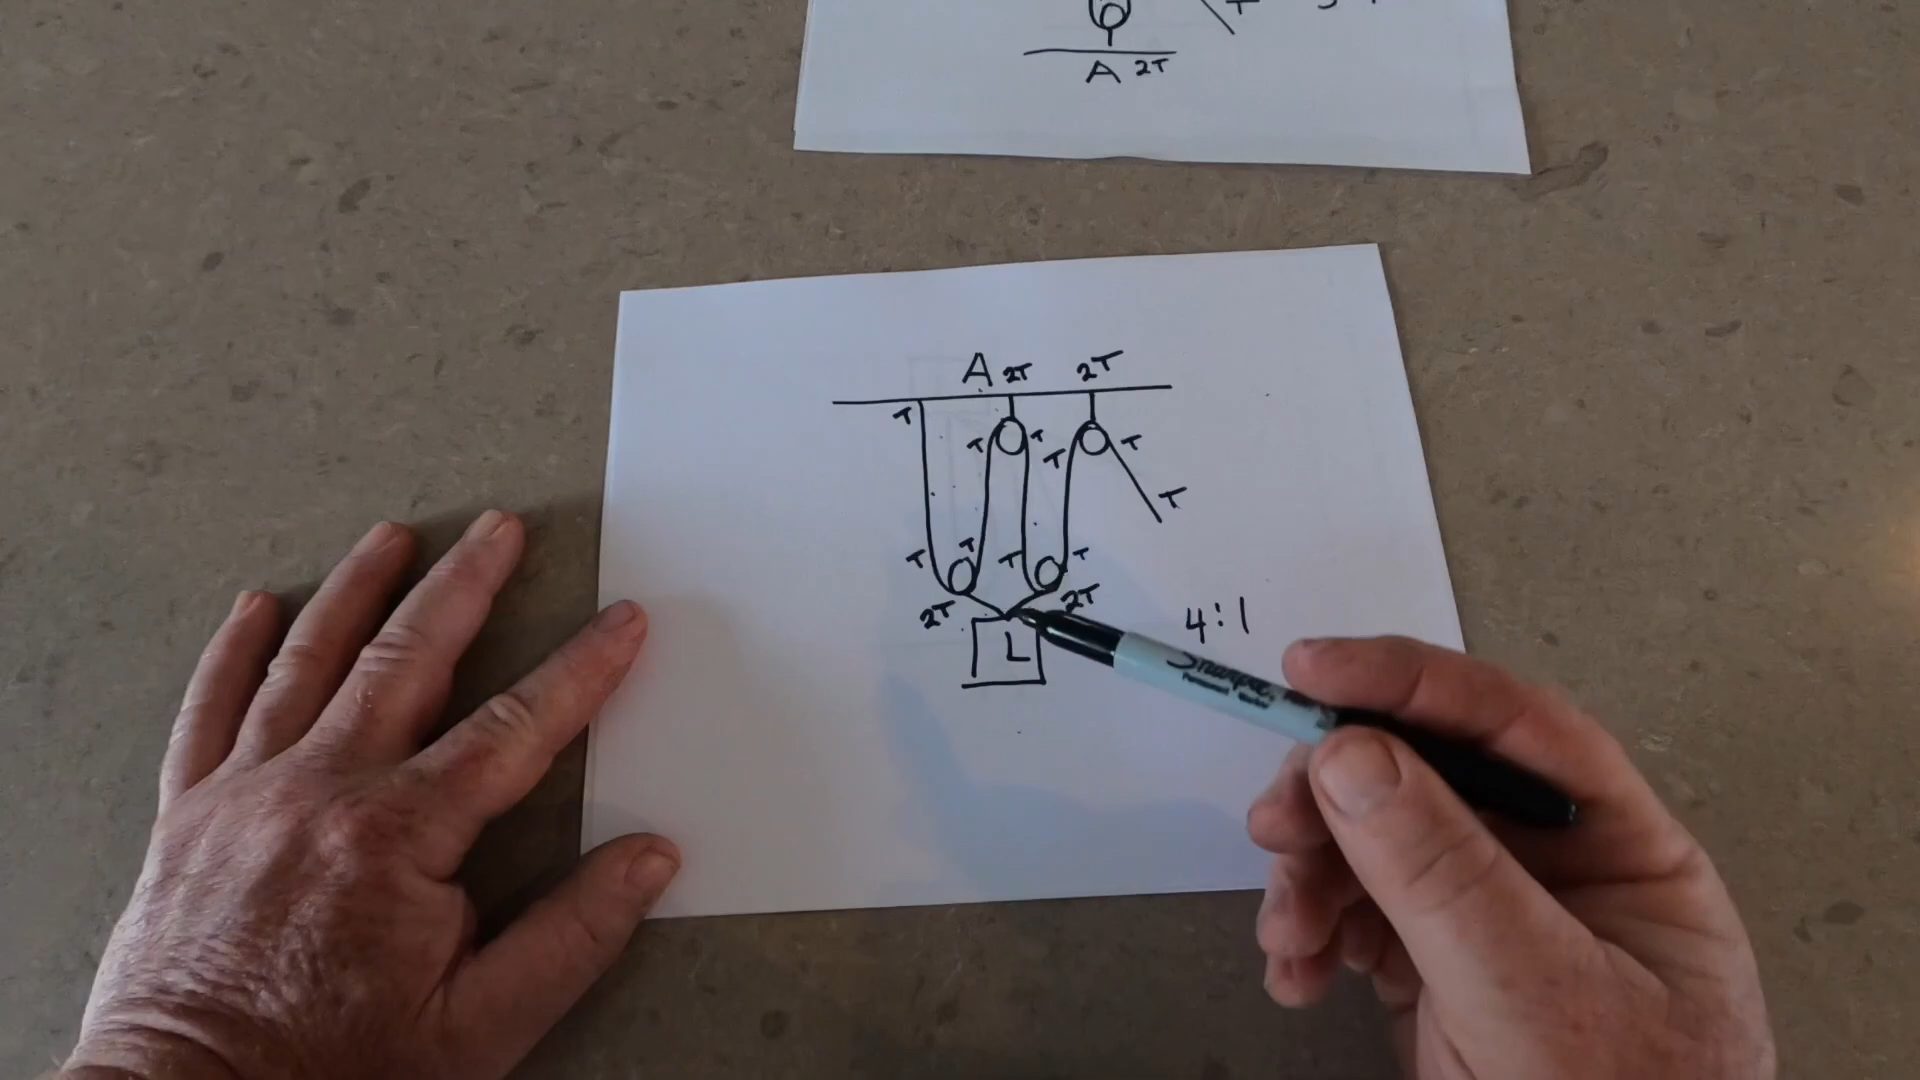 A 2T
A 2T 2T
T
T T T T
T
T T T T
2T 2T
L
4:1
Sharpie